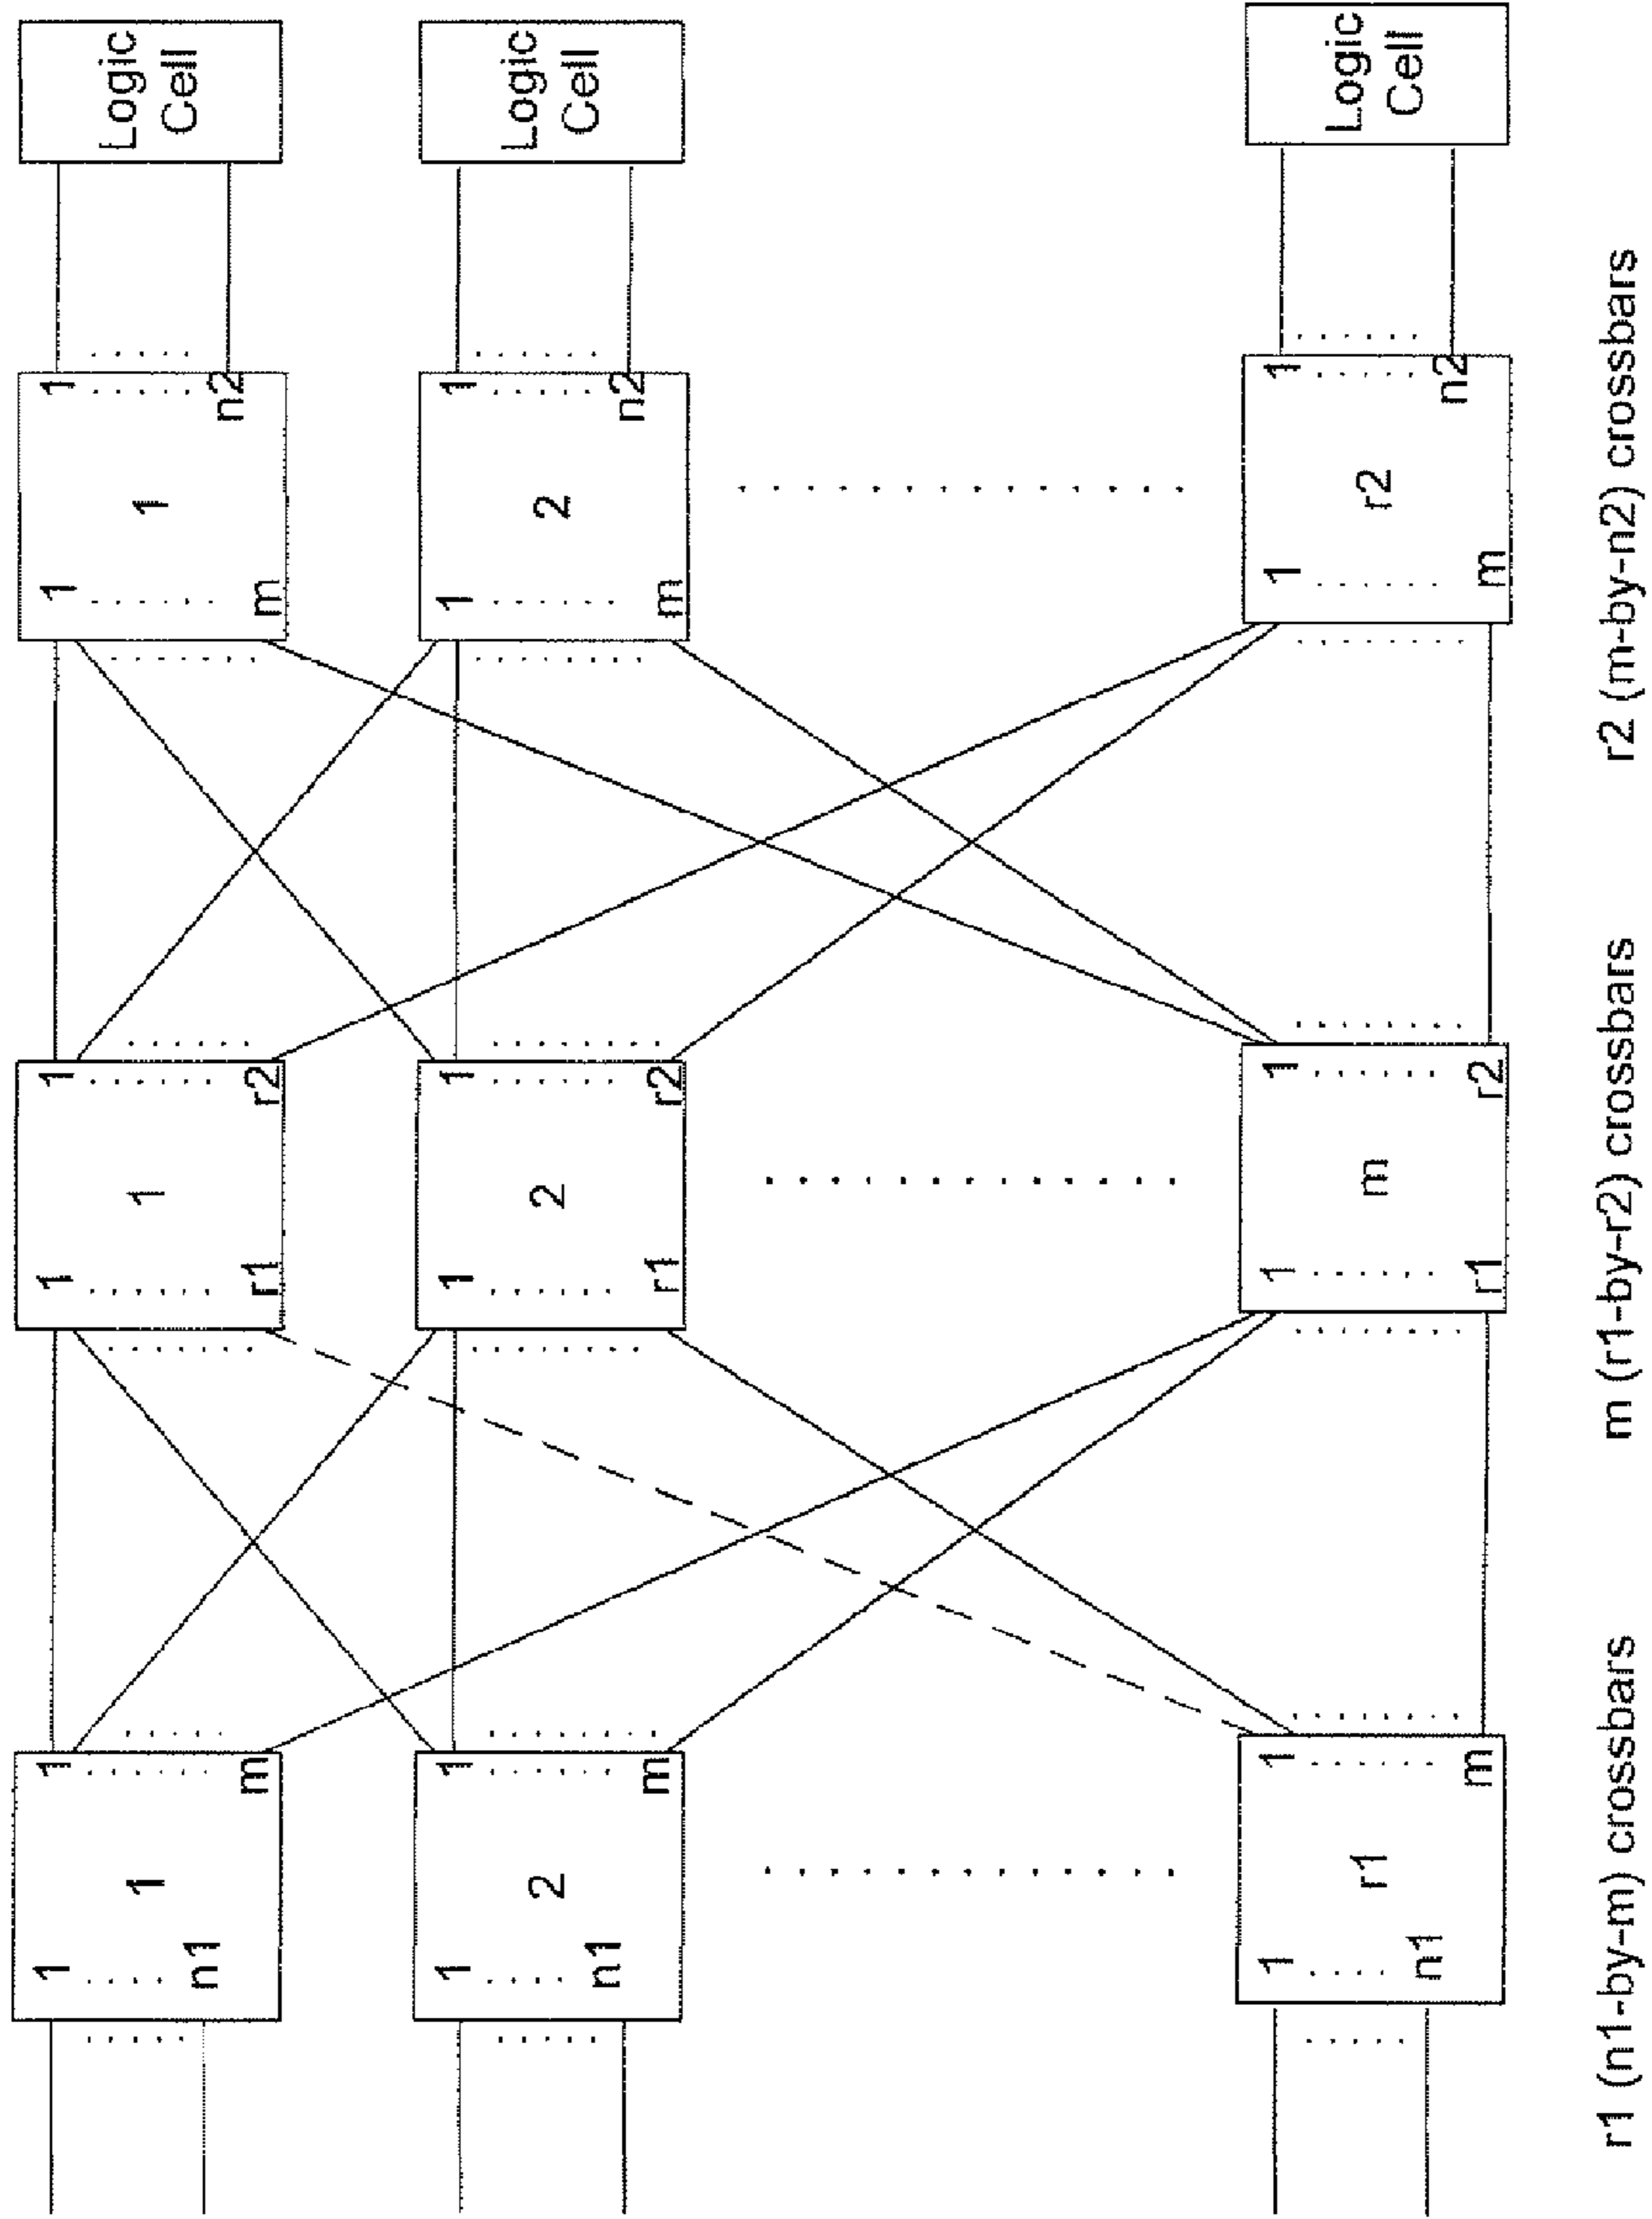 1 1 1 1 1 1
Logic
Cell
1 1 1
n1 m r1 r2 m n2
1 1 1 1 1 1
Logic
Cell
2 2 2
n1 m r1 r2 m n2
1 1 1 1 1 1
Logic
Cell
r1 m r2
n1 m r1 r2 m n2
r1 (n1-by-m) crossbars
m (r1-by-r2) crossbars
r2 (m-by-n2) crossbars